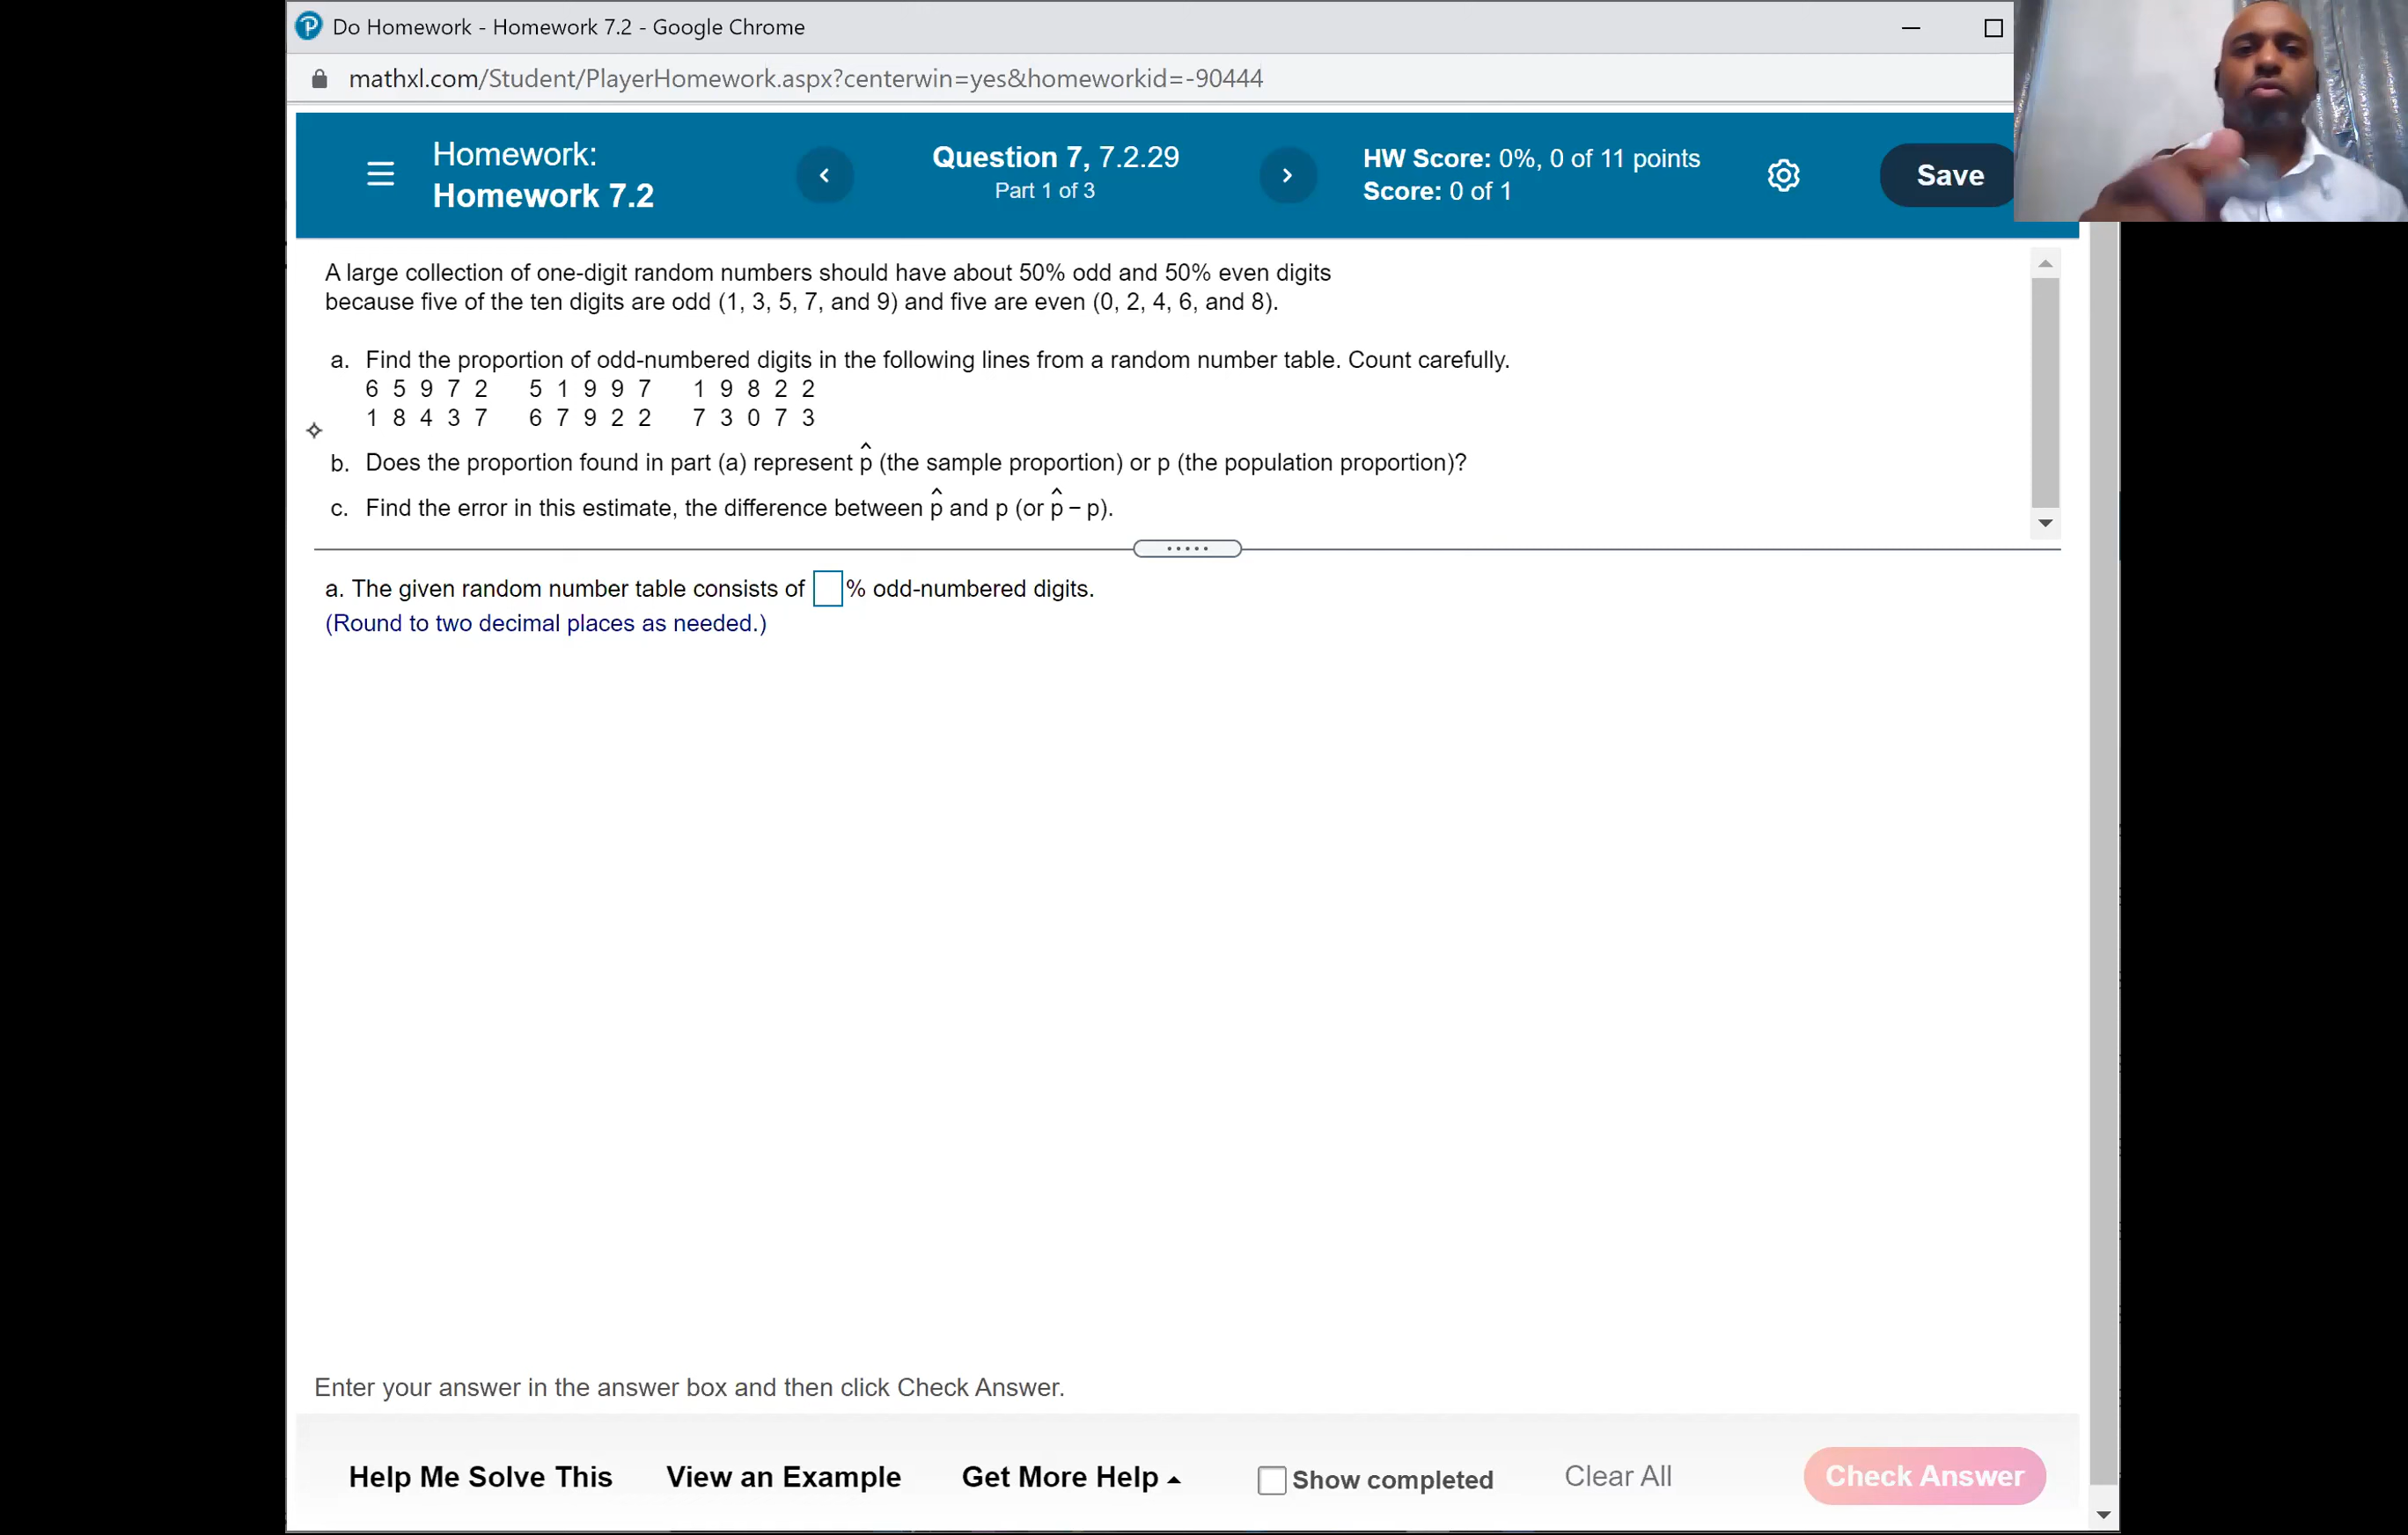 Do Homework - Homework 7.2 - Google Chrome
mathxl.com/Student/PlayerHomework.aspx?centerwin=yes&homeworkid=-90444
Homework:
Homework 7.2
Question 7, 7.2.29
Part 1 of 3
HW Score: 0%, 0 of 11 points
Score: 0 of 1
Save
A large collection of one-digit random numbers should have about 50% odd and 50% even digits
because five of the ten digits are odd (1, 3, 5, 7, and 9) and five are even (0, 2, 4, 6, and 8).
a. Find the proportion of odd-numbered digits in the following lines from a random number table. Count carefully.
6 5 9 7 2 5 1 9 9 7 1 9 8 2 2
1 8 4 3 7 6 7 9 2 2 7 3 0 7 3
b. Does the proportion found in part (a) represent p̂ (the sample proportion) or p (the population proportion)?
c. Find the error in this estimate, the difference between p̂ and p (or p̂ − p).
a. The given random number table consists of % odd-numbered digits.
(Round to two decimal places as needed.)
Enter your answer in the answer box and then click Check Answer.
Help Me Solve This View an Example Get More Help Show completed Clear All Check Answer